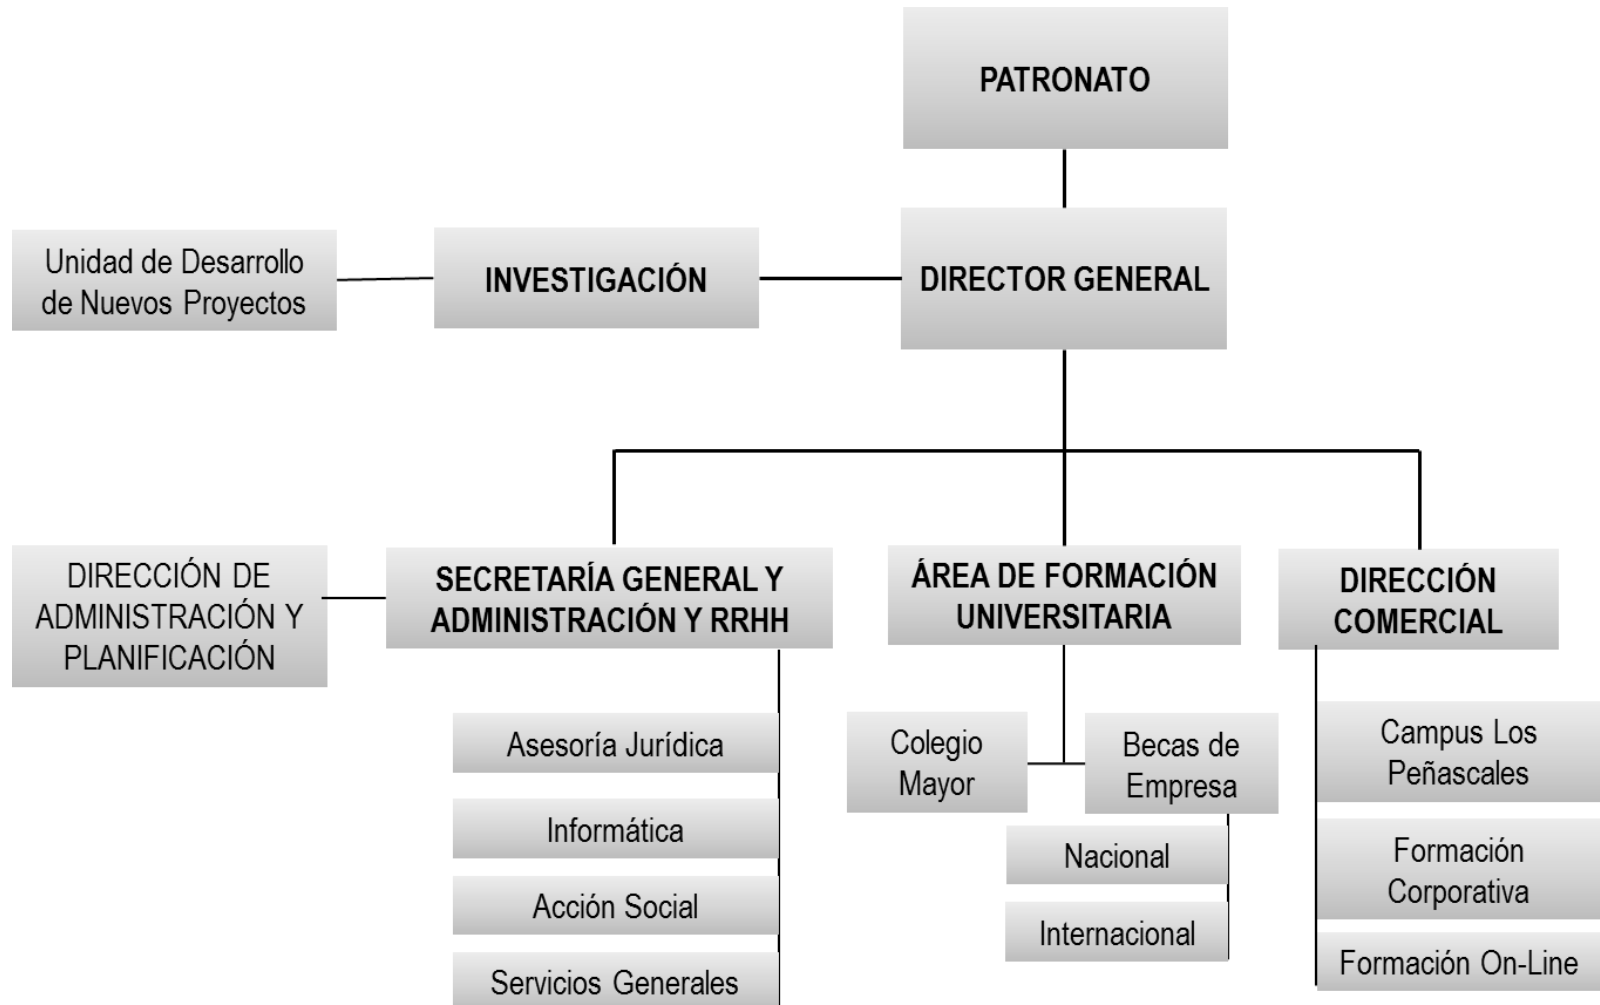 PATRONATO
Unidad de Desarrollo
de Nuevos Proyectos
INVESTIGACIÓN
DIRECTOR GENERAL
DIRECCIÓN DE
ADMINISTRACIÓN Y
PLANIFICACIÓN
SECRETARÍA GENERAL Y
ADMINISTRACIÓN Y RRHH
ÁREA DE FORMACIÓN
UNIVERSITARIA
DIRECCIÓN
COMERCIAL
Asesoría Jurídica
Informática
Acción Social
Servicios Generales
Colegio
Mayor
Becas de
Empresa
Nacional
Internacional
Campus Los
Peñascales
Formación
Corporativa
Formación On-Line